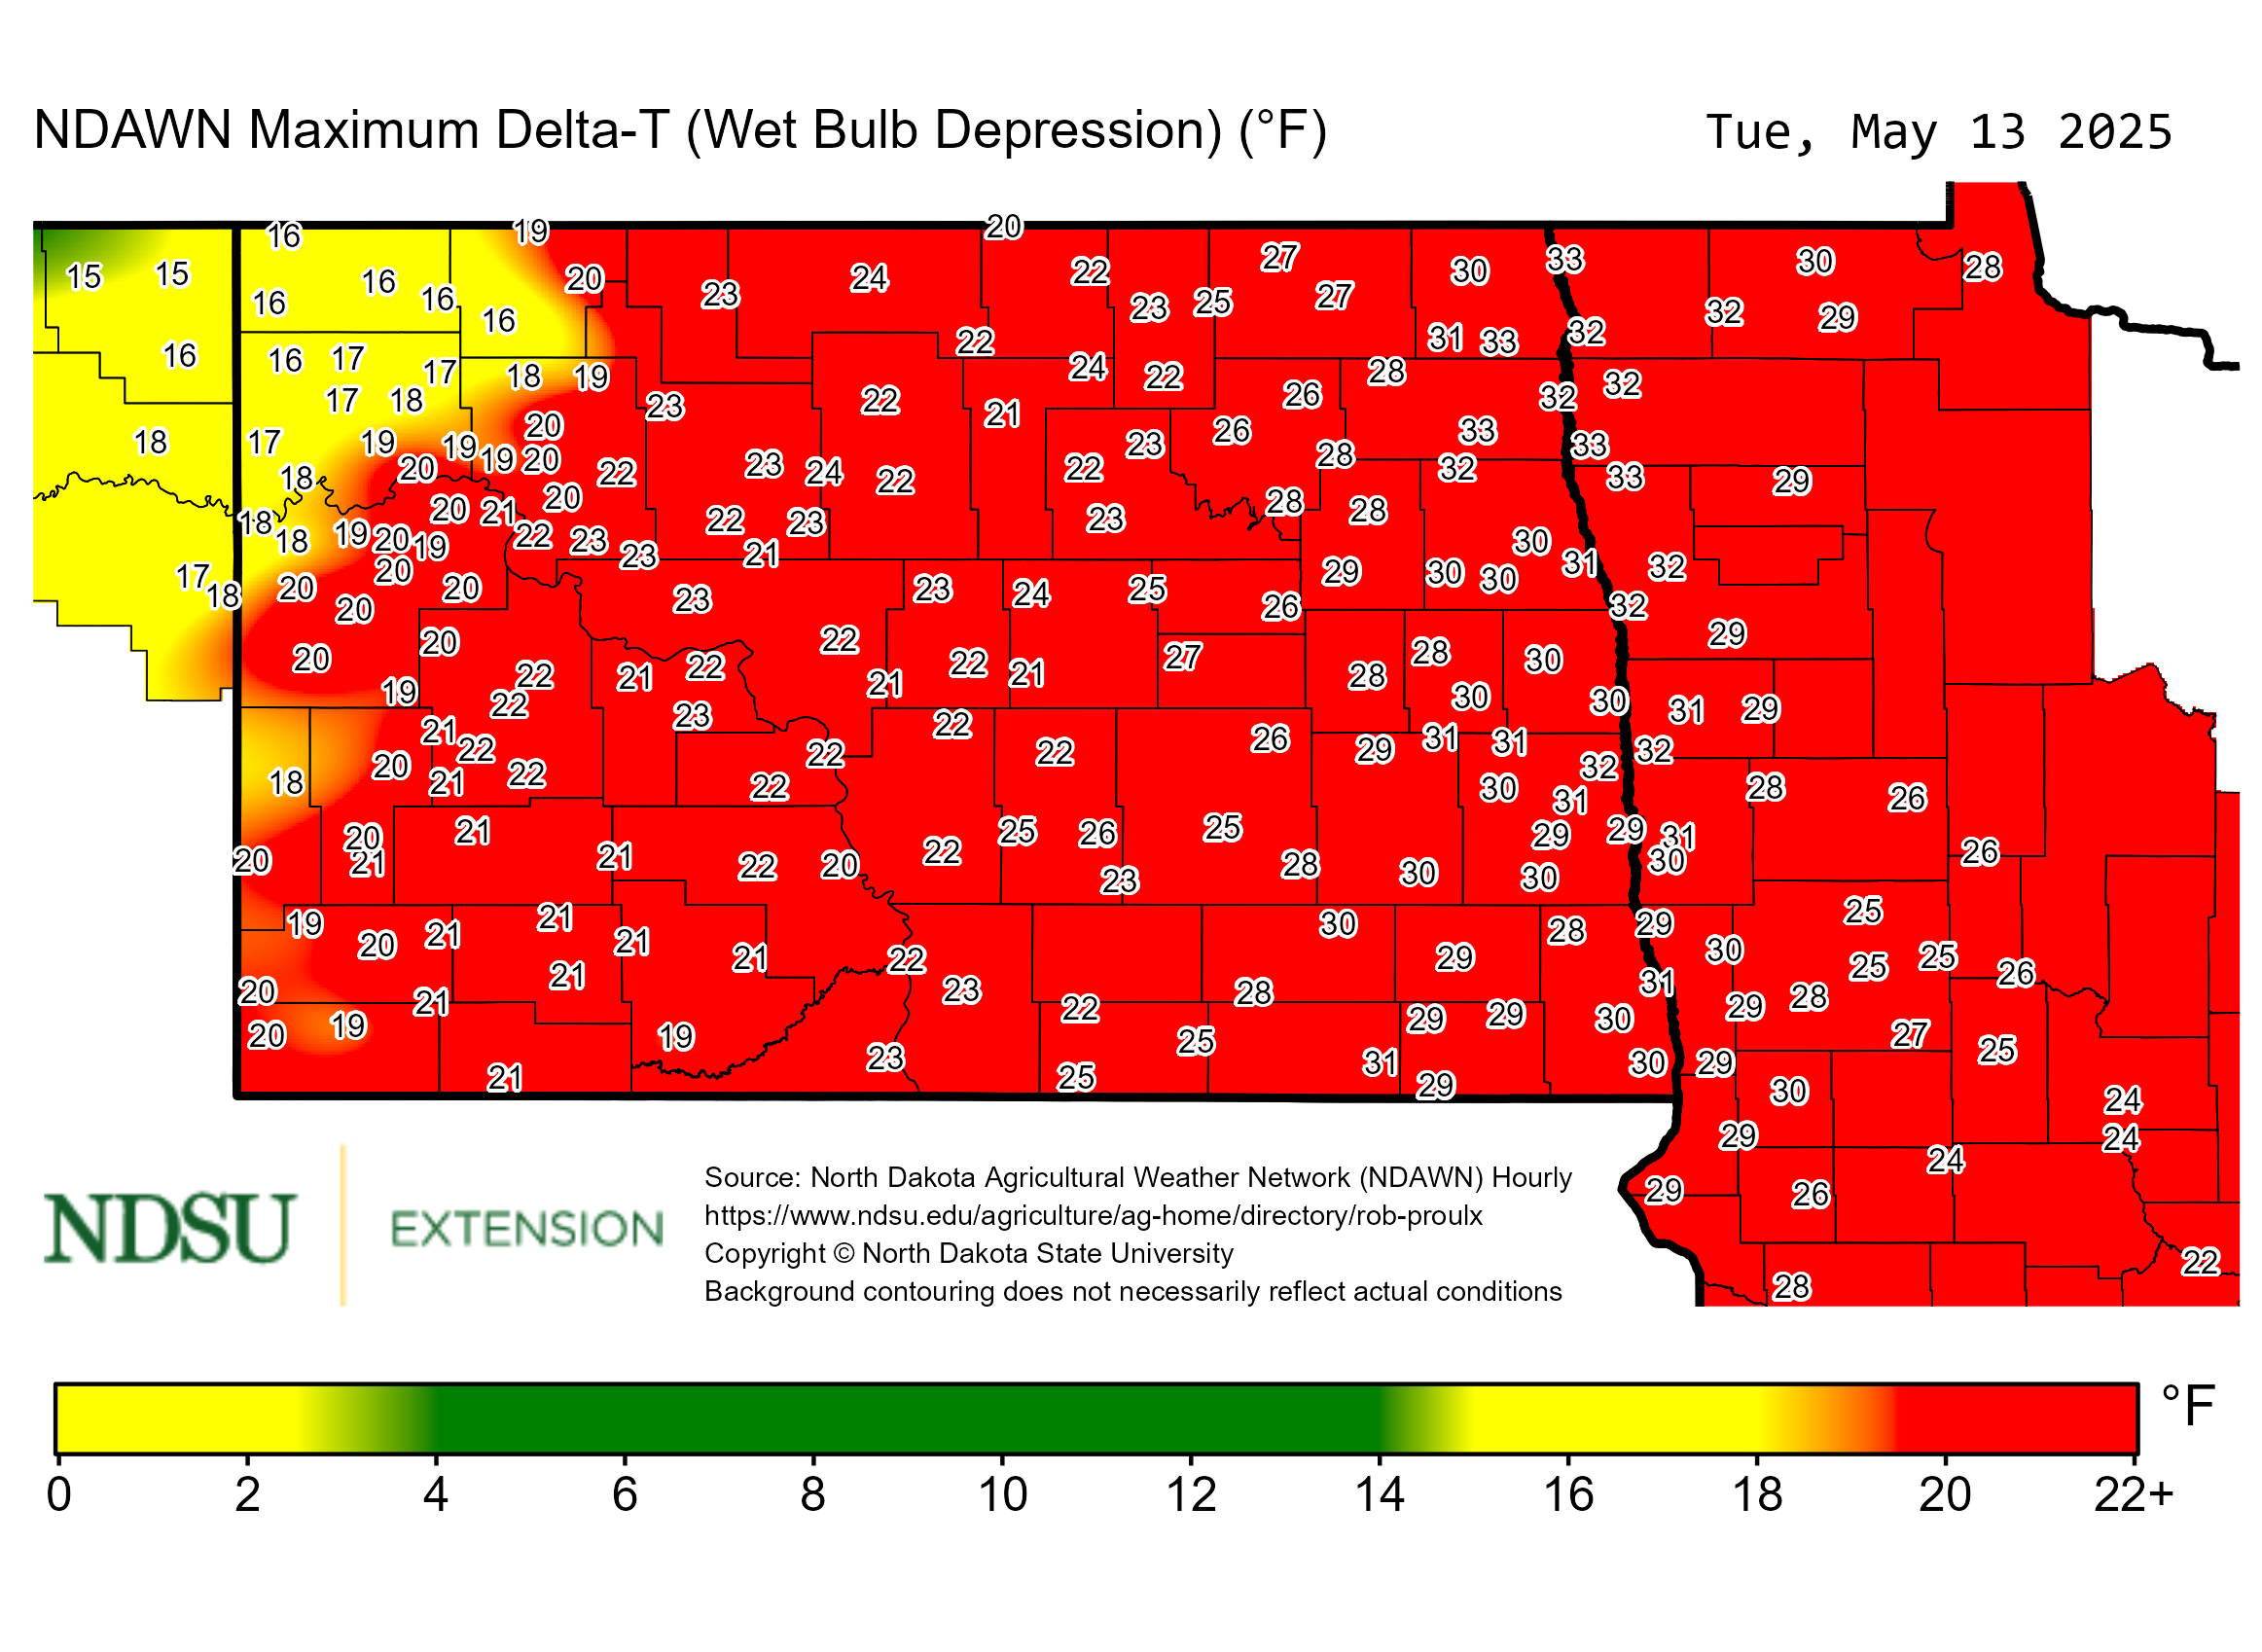 NDAWN Maximum Delta-T (Wet Bulb Depression) (°F)
Tue, May 13 2025
16 19 20
15 15 16 20 24 22 27 30 33 30 28
16 16 16 23 23 25 27 32 29
16 22 31 33 32
16 16 17 17 18 19 24 22 28 32
17 18 23 22 21 26 32
18 17 19 19 20 23 26 33 33
18 20 19 20 22 23 24 22 22 28 32 33 29
18 20 21 20 22 23 23 28 28
18 19 20 19 22 23 23 21 30 31
17 20 29 30 30 32
18 20 20 20 23 23 24 25 26 32
20 20 22 22 21 27 28 30 29
19 22 22 21 22 21 28 30 30
21 22 23 22 31 31 31 29
20 22 22 22 26 29 32
18 21 22 22 30 32 28 26
20 21 21 25 26 25 31 29 29 31
20 21 21 22 20 22 23 28 30 30 30 26
19 21 30 28 29 25
20 21 21 21 22 29 30 25
20 21 23 28 31 28 25 26
20 19 21 19 22 25 29 29 30 29 27
21 23 25 31 29 30 29 25
30 24
29 24 24
29 26
28 22
NDSU
EXTENSION
Source: North Dakota Agricultural Weather Network (NDAWN) Hourly
https://www.ndsu.edu/agriculture/ag-home/directory/rob-proulx
Copyright © North Dakota State University
Background contouring does not necessarily reflect actual conditions
°F
0 2 4 6 8 10 12 14 16 18 20 22+